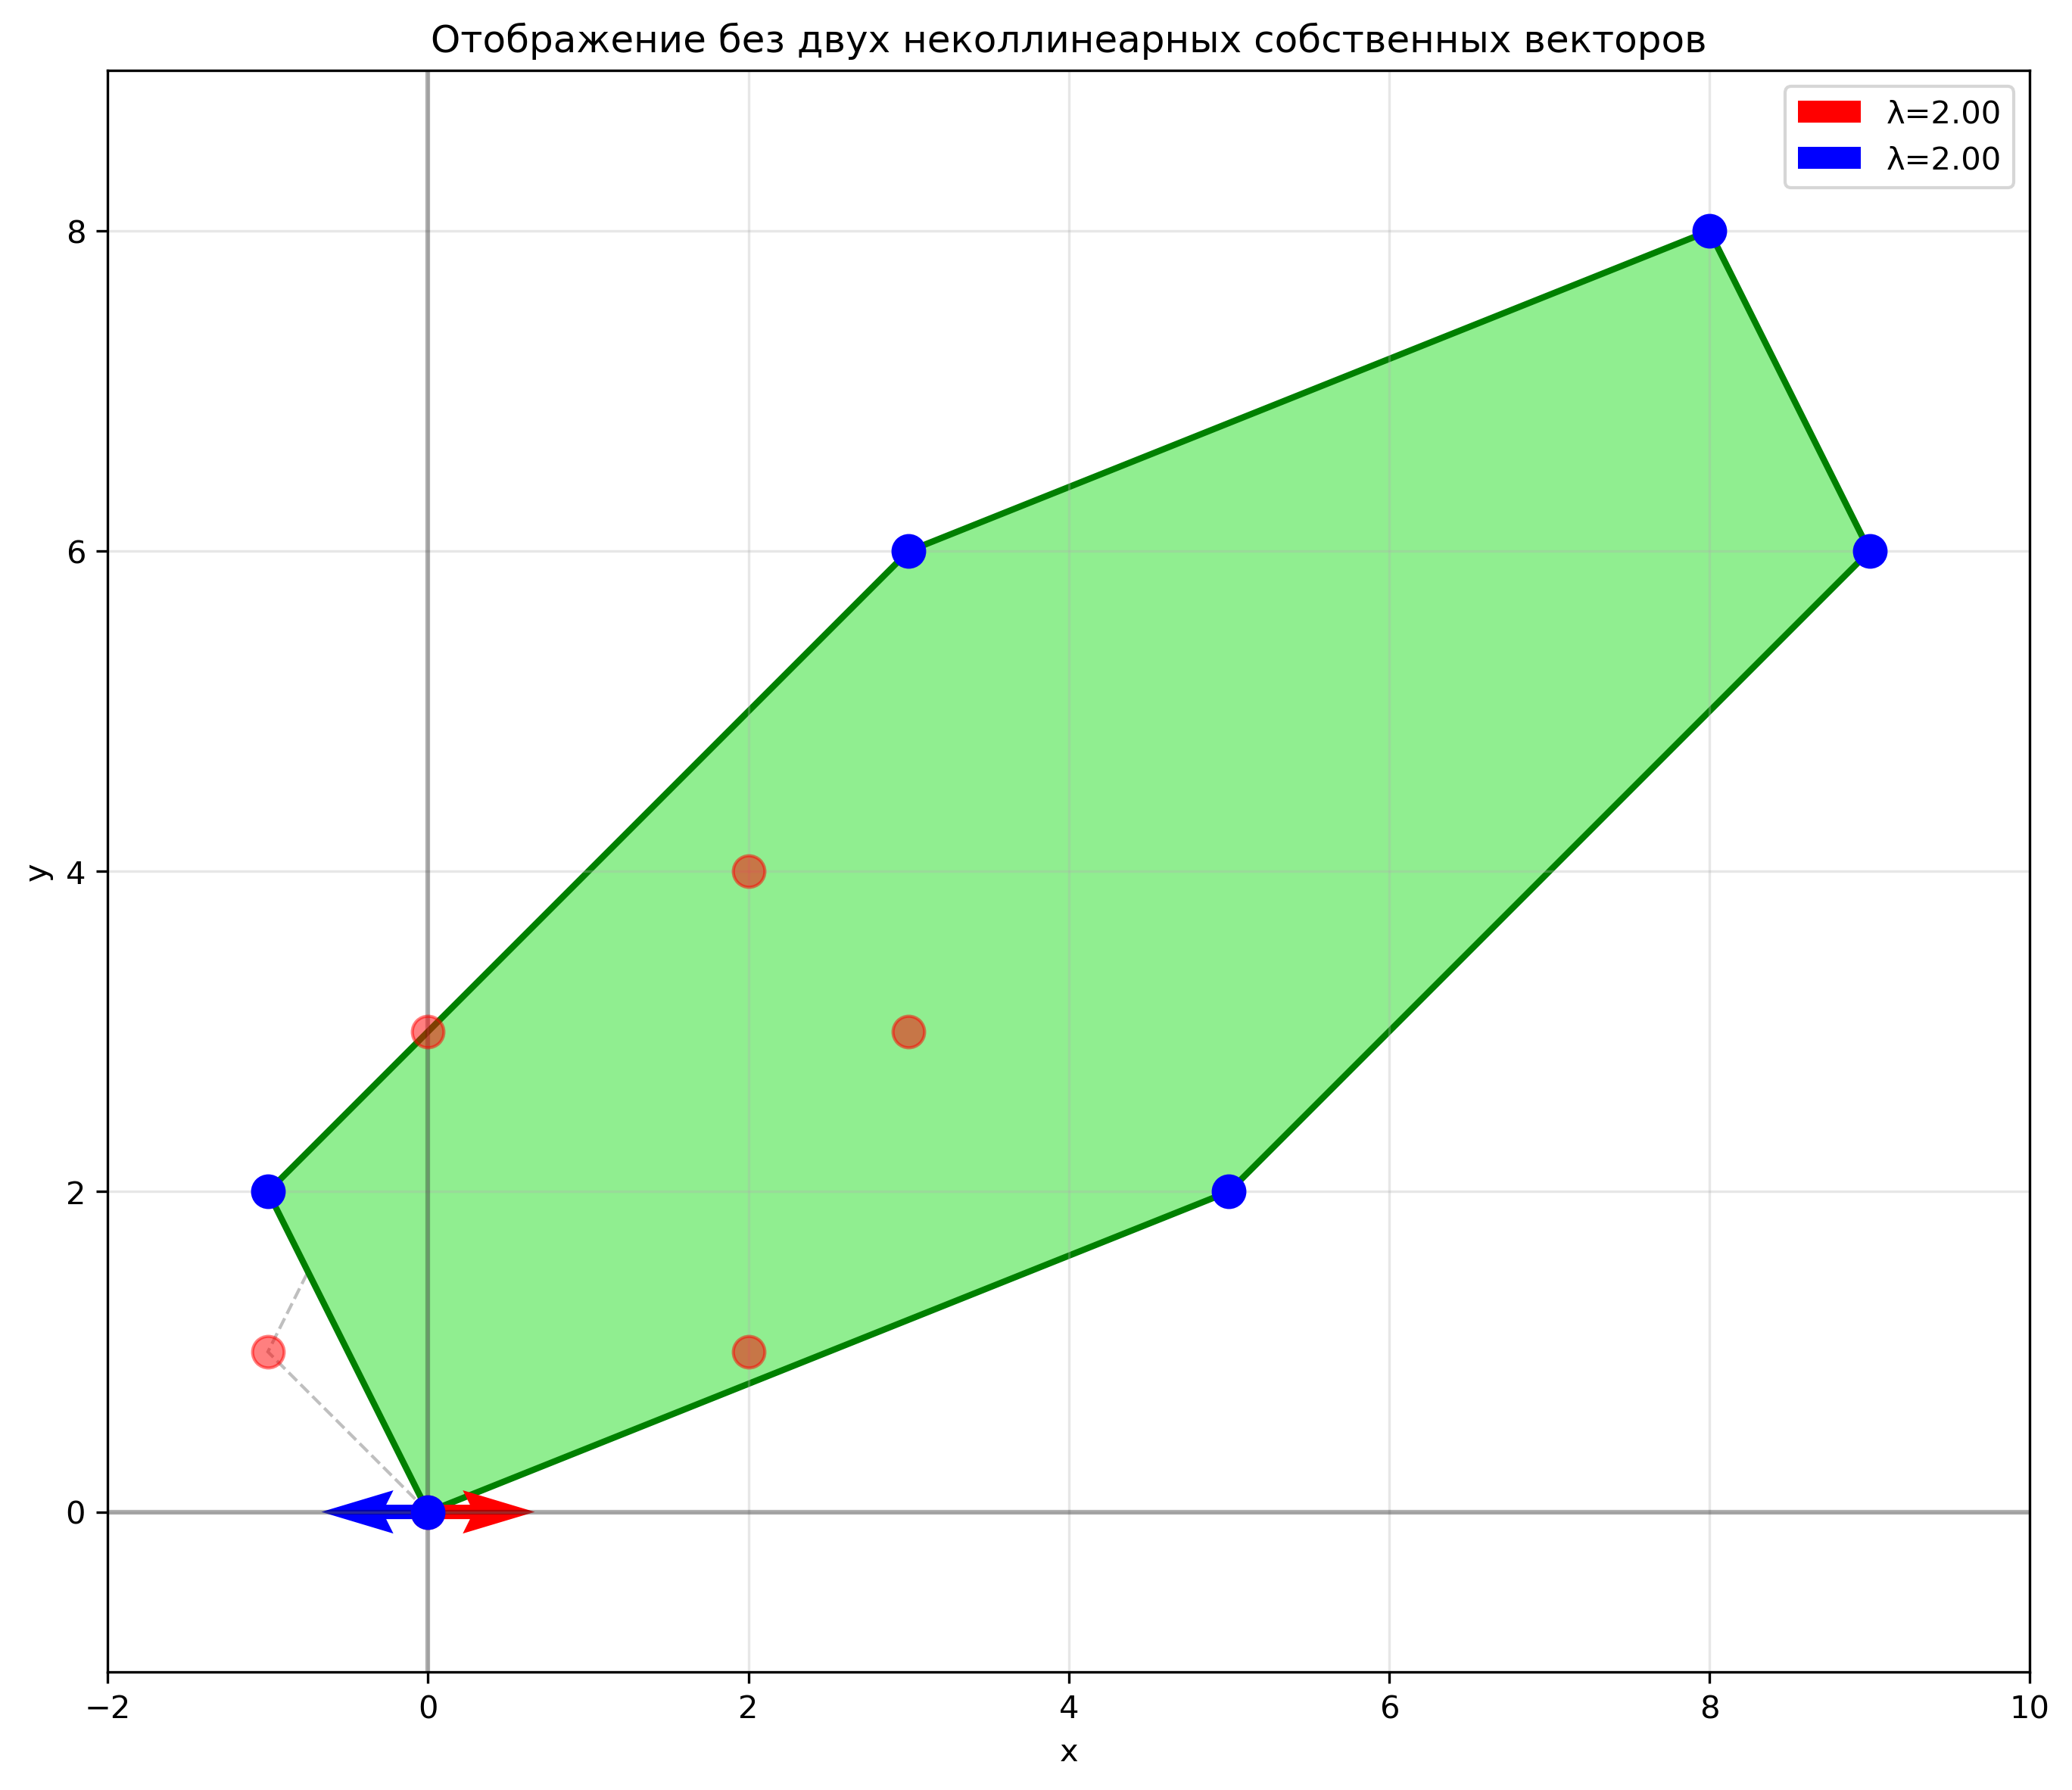 Отображение без двух неколлинеарных собственных векторов
λ=2.00
λ=2.00
8
6
y
4
2
0
−2
0
2
4
6
8
10
x